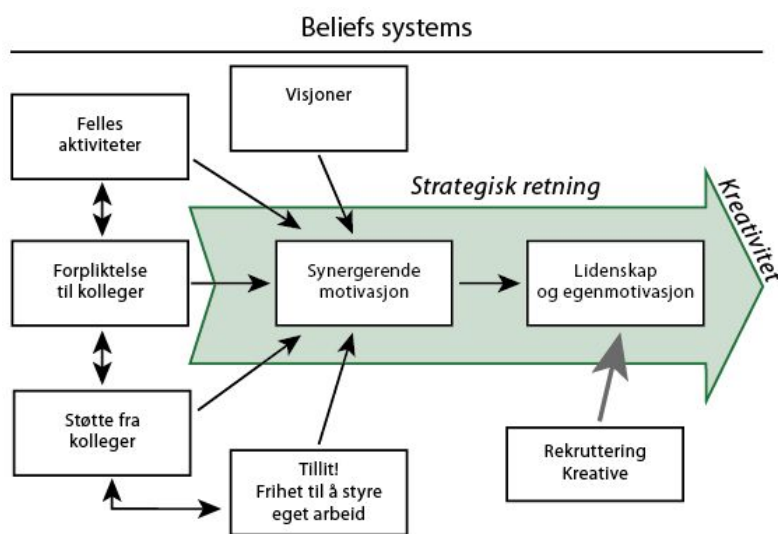 Beliefs systems
Visjoner
Felles
aktiviteter
Strategisk retning
Kreativitet
Forpliktelse
til kolleger
Synergerende
motivasjon
Lidenskap
og egenmotivasjon
Støtte fra
kolleger
Tillit!
Frihet til å styre
eget arbeid
Rekruttering
Kreative